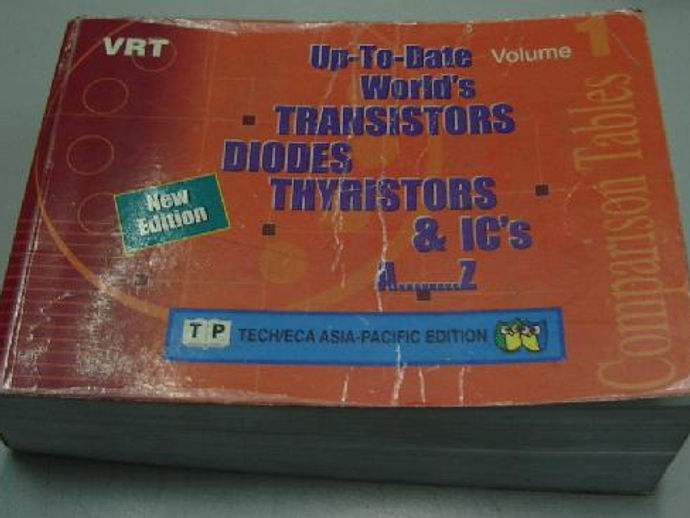 VRT
Up-To-Date Volume 1
World's
TRANSISTORS
DIODES
THYRISTORS
& IC's
A........Z
New
Edition
TP TECH/ECA ASIA-PACIFIC EDITION
Comparison Tables